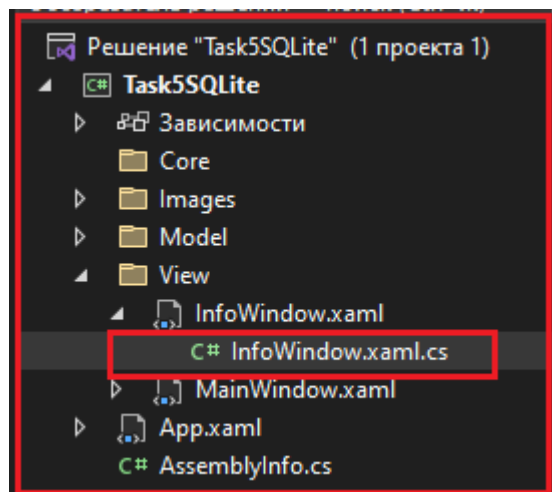 Решение "Task5SQLite" (1 проекта 1)
C# Task5SQLite
Зависимости
Core
Images
Model
View
InfoWindow.xaml
C# InfoWindow.xaml.cs
MainWindow.xaml
App.xaml
C# AssemblyInfo.cs